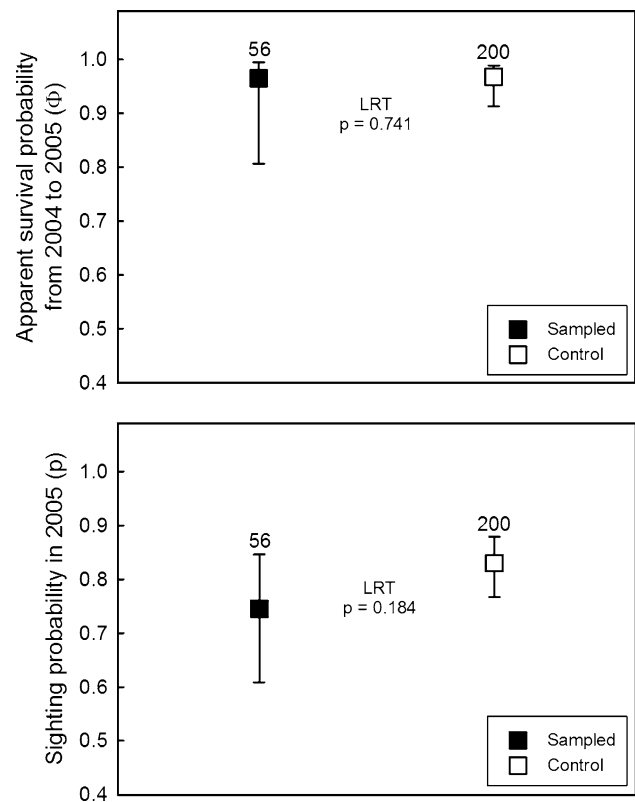 Apparent survival probability
from 2004 to 2005 (Φ)
1.0
0.9
0.8
0.7
0.6
0.5
0.4
56
200
LRT
p = 0.741
Sampled
Control
Sighting probability in 2005 (p)
1.0
0.9
0.8
0.7
0.6
0.5
0.4
56
200
LRT
p = 0.184
Sampled
Control